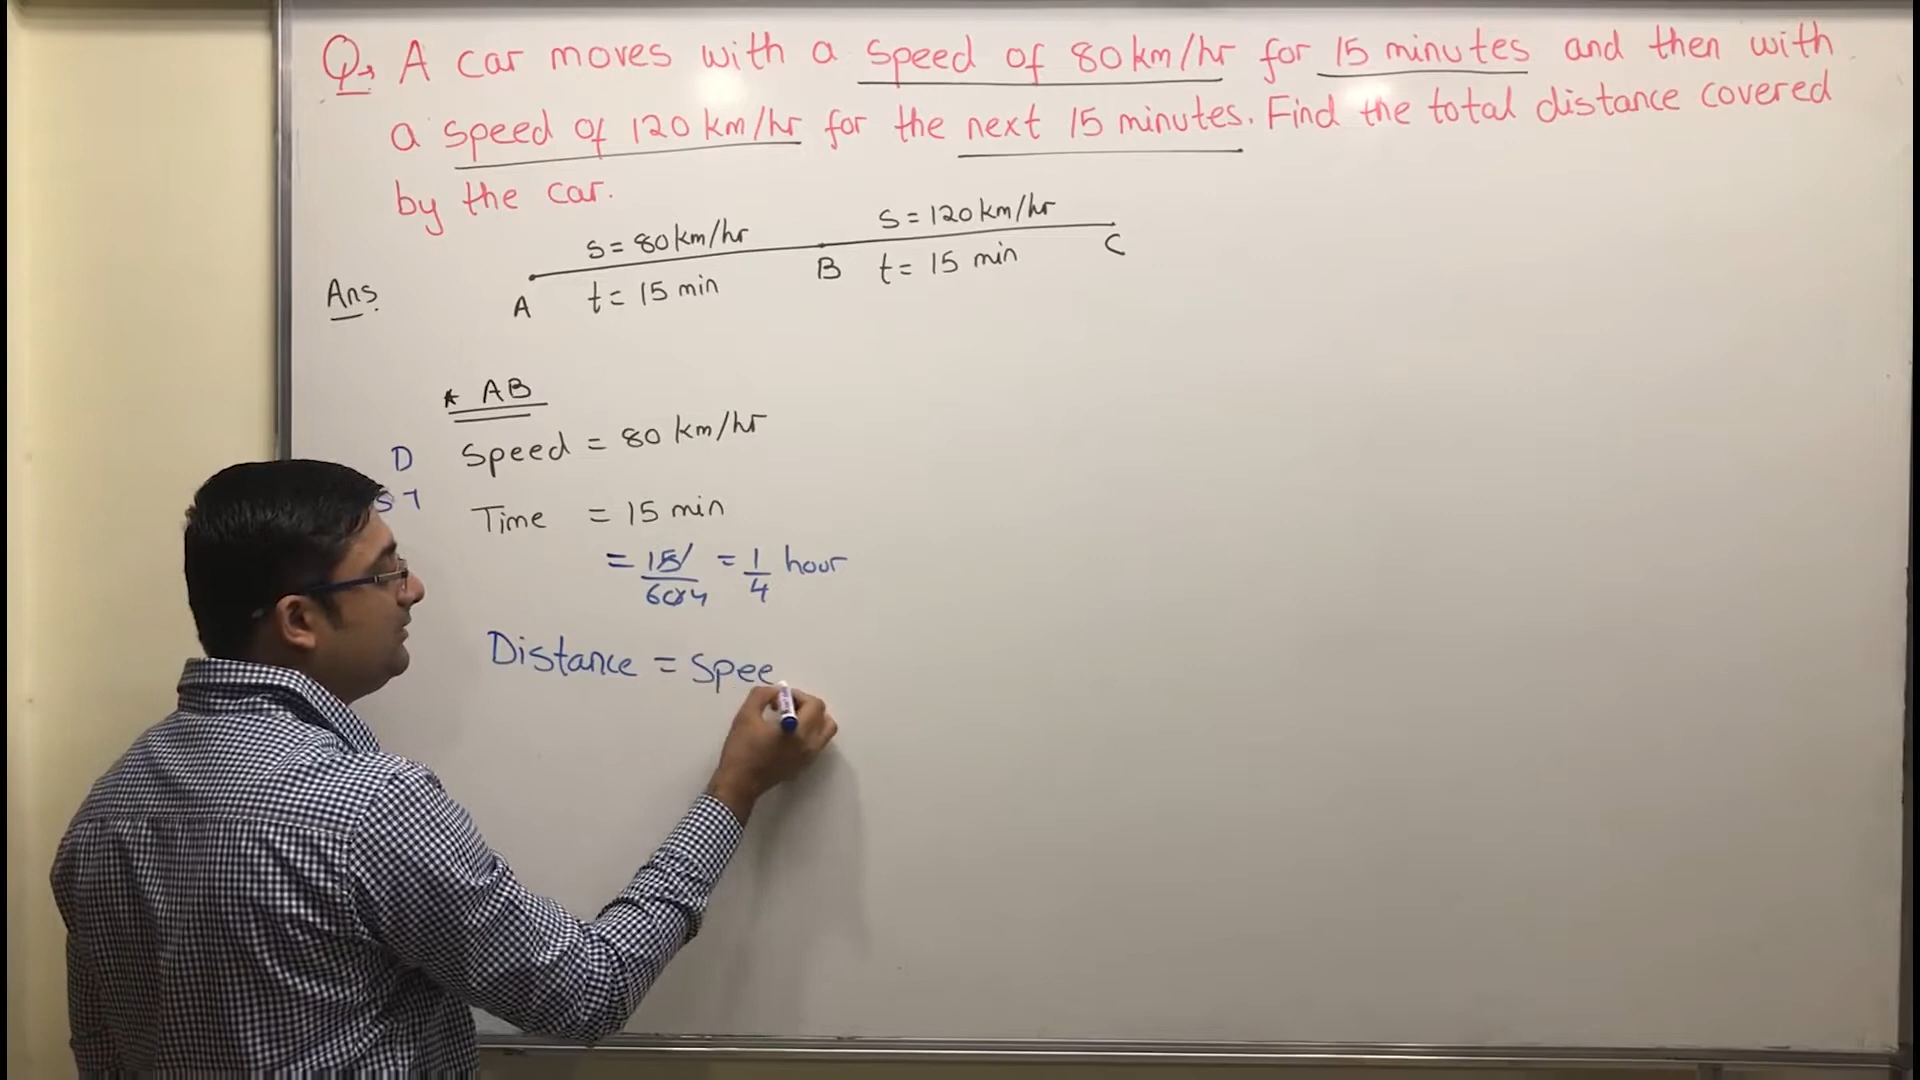 Q→ A car moves with a speed of 80 km/hr for 15 minutes and then with
a speed of 120 km/hr for the next 15 minutes. Find the total distance covered
by the car.
Ans
S = 80 km/hr
S = 120 km/hr
A
t = 15 min
B
t = 15 min
C
* AB
D
S T
Speed = 80 km/hr
Time = 15 min
= 15/60 4 = 1/4 hour
Distance = Spee